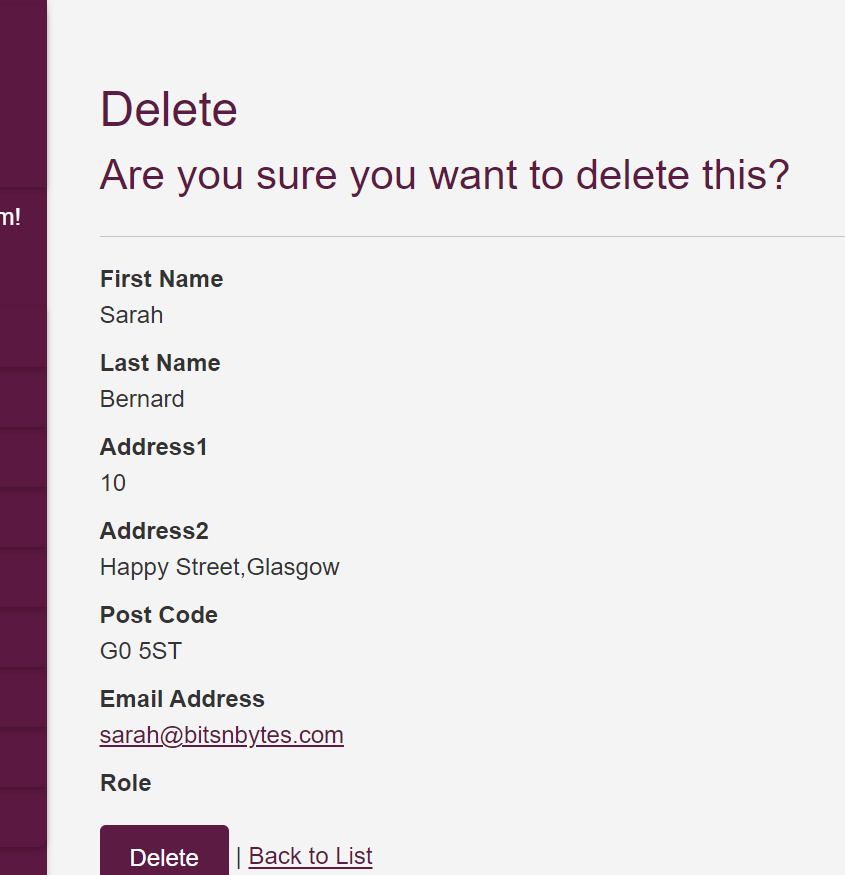 Delete
Are you sure you want to delete this?
m!
First Name
Sarah
Last Name
Bernard
Address1
10
Address2
Happy Street,Glasgow
Post Code
G0 5ST
Email Address
sarah@bitsnbytes.com
Role
Delete | Back to List